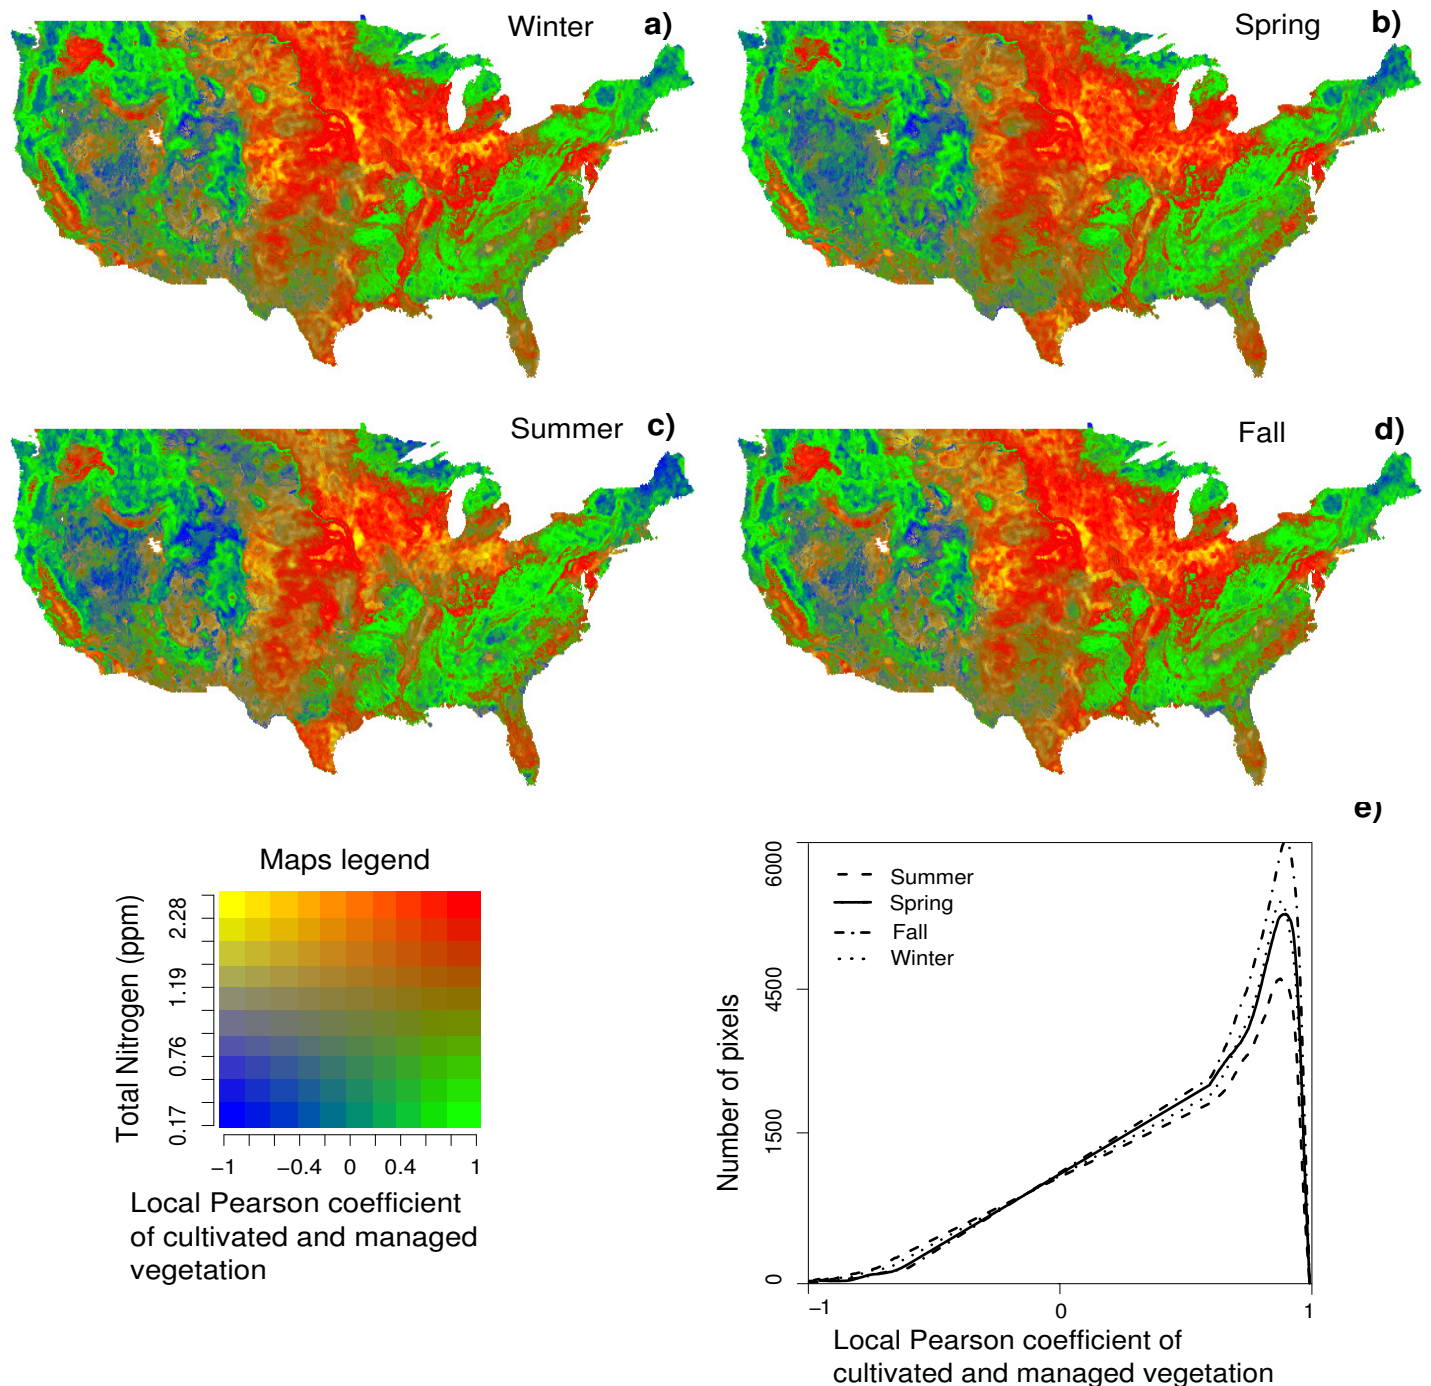 Winter
a)
Spring
b)
Summer
c)
Fall
d)
Maps legend
Total Nitrogen (ppm)
2.28
1.19
0.76
0.17
−1
−0.4
0
0.4
1
Local Pearson coefficient
of cultivated and managed
vegetation
e)
Summer
Spring
Fall
Winter
Number of pixels
6000
4500
1500
0
−1
0
1
Local Pearson coefficient of
cultivated and managed vegetation